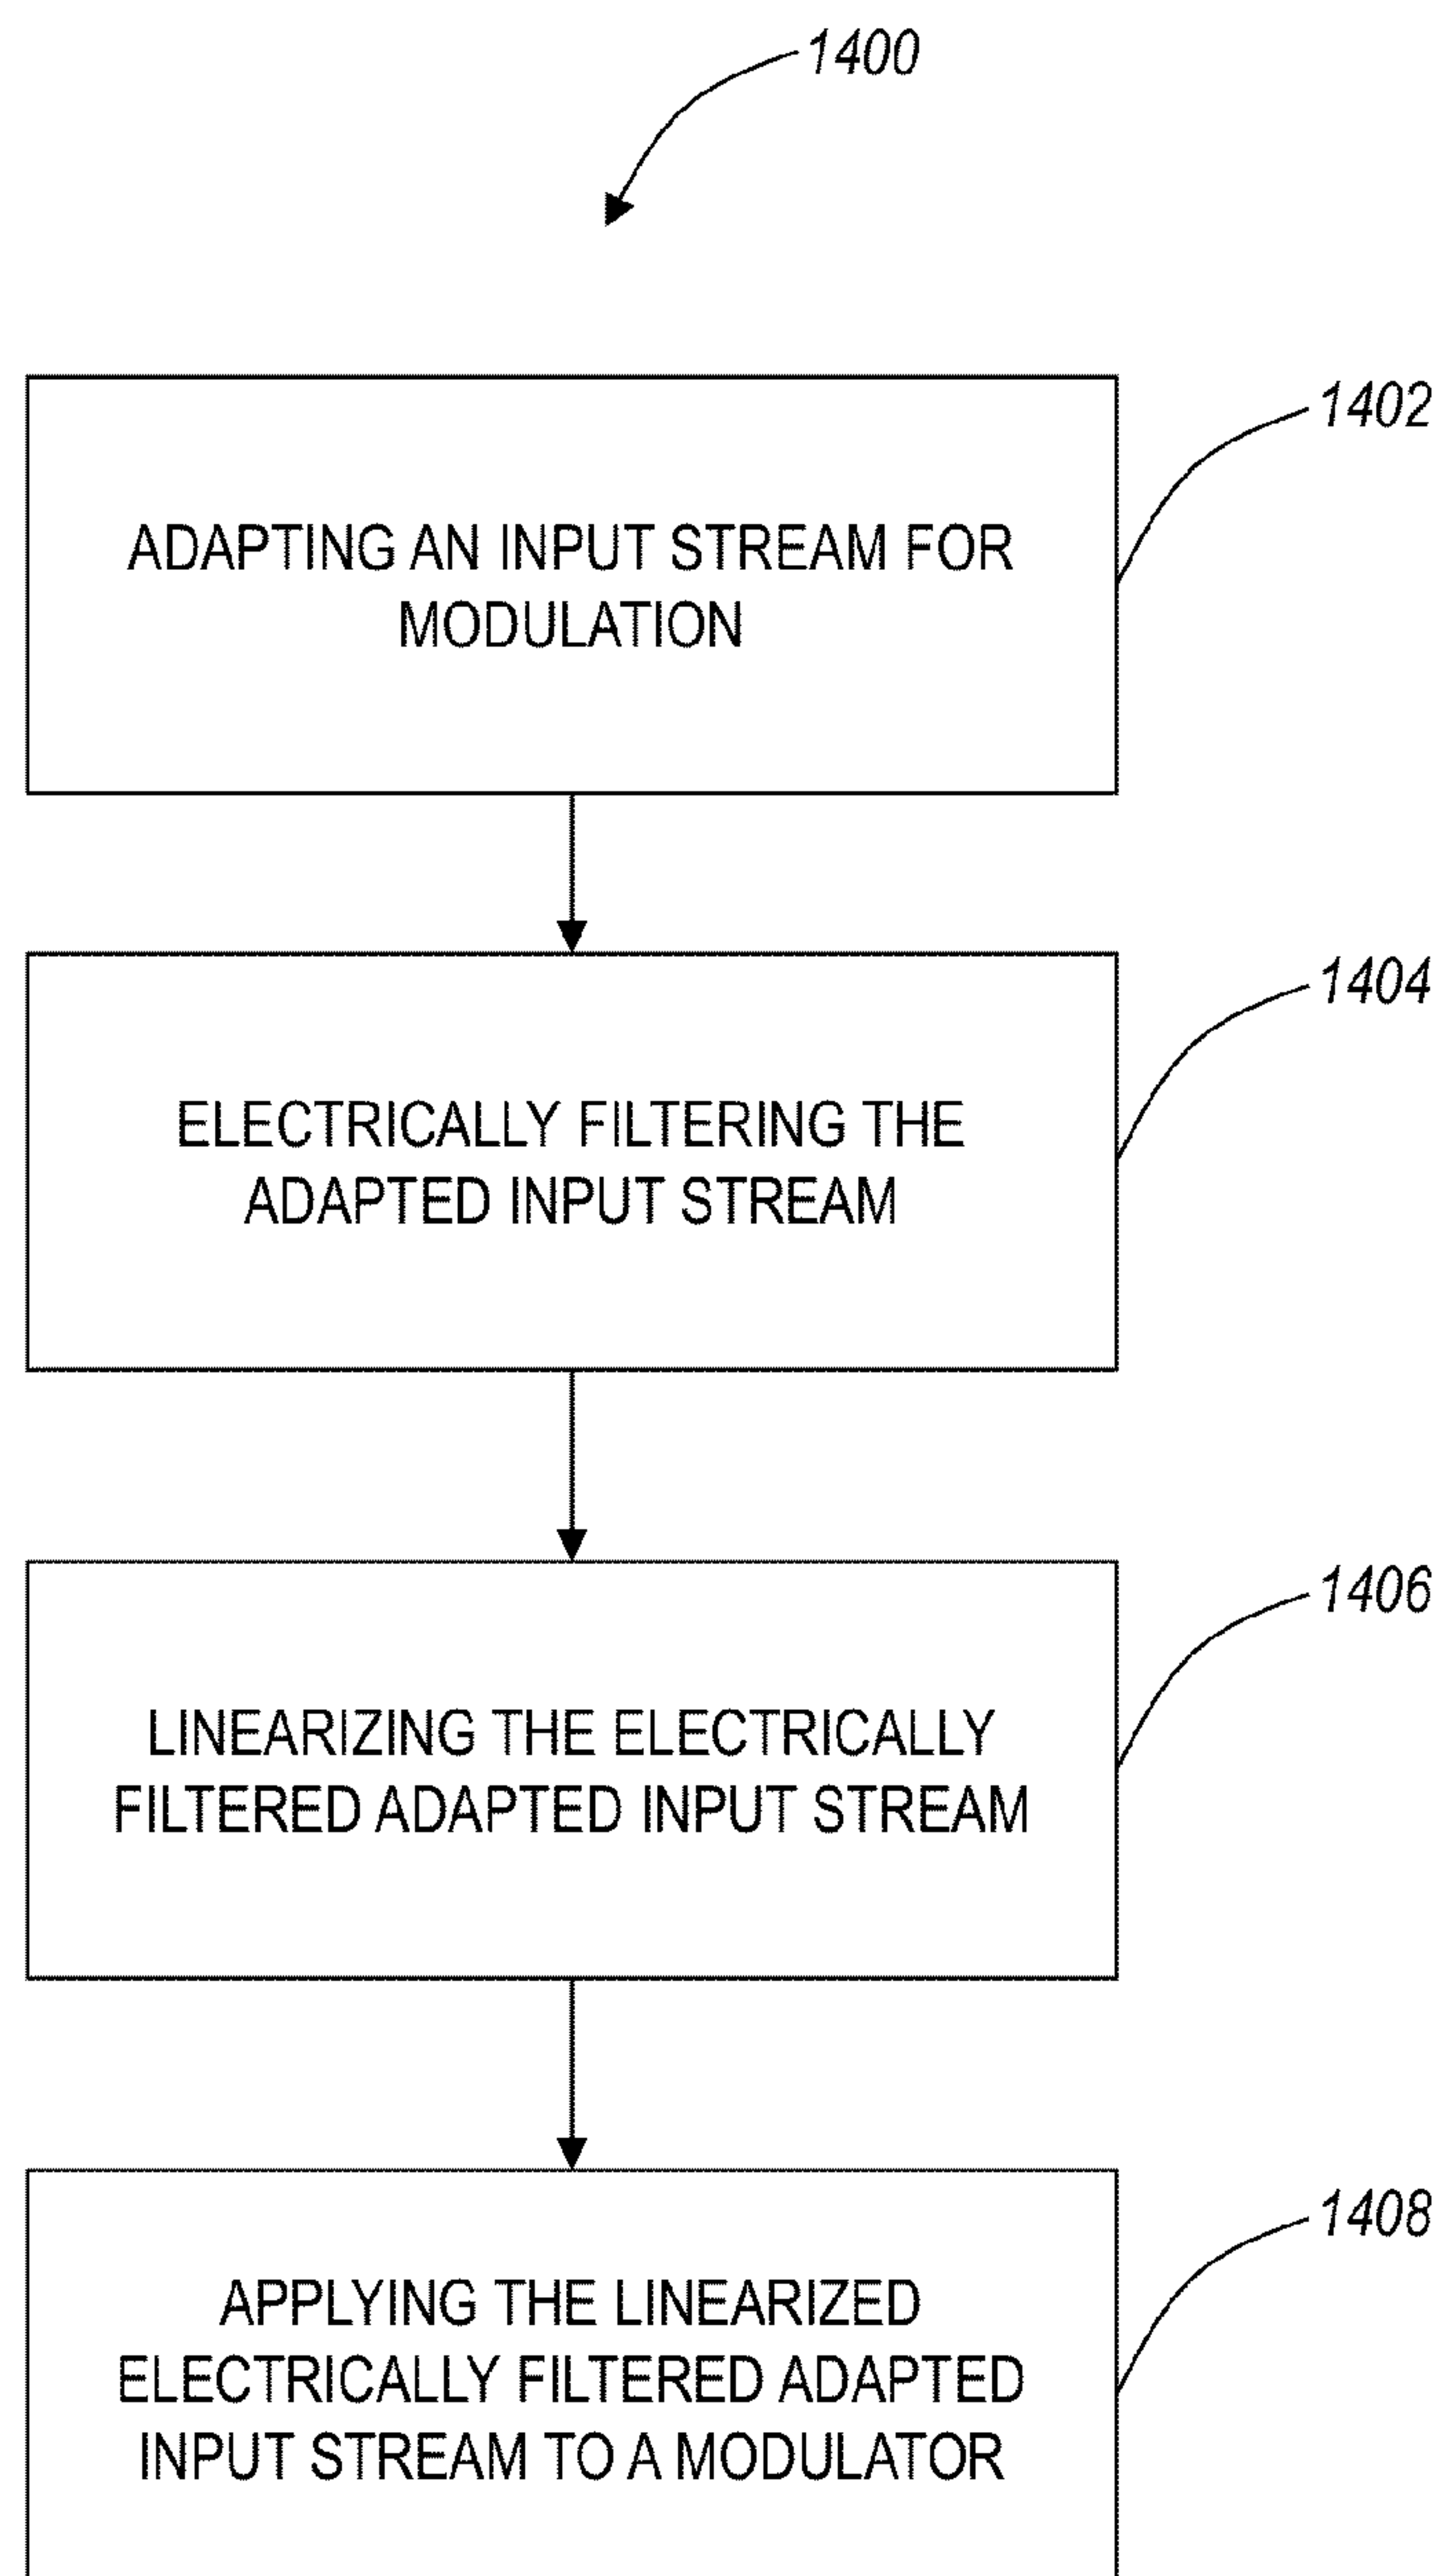 1400
1402
ADAPTING AN INPUT STREAM FOR
MODULATION
1404
ELECTRICALLY FILTERING THE
ADAPTED INPUT STREAM
1406
LINEARIZING THE ELECTRICALLY
FILTERED ADAPTED INPUT STREAM
1408
APPLYING THE LINEARIZED
ELECTRICALLY FILTERED ADAPTED
INPUT STREAM TO A MODULATOR